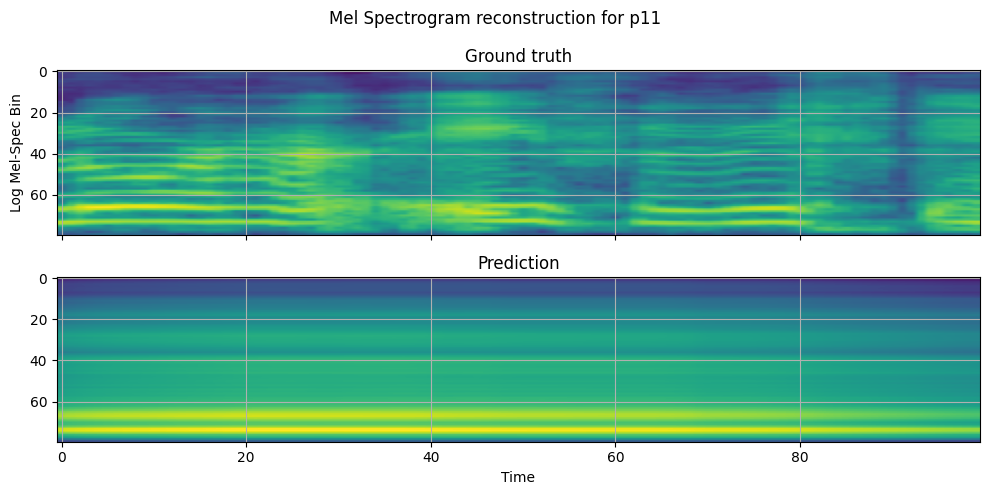 Mel Spectrogram reconstruction for p11
Ground truth
Log Mel-Spec Bin
0
20
40
60
Prediction
0
20
40
60
0 20 40 60 80
Time